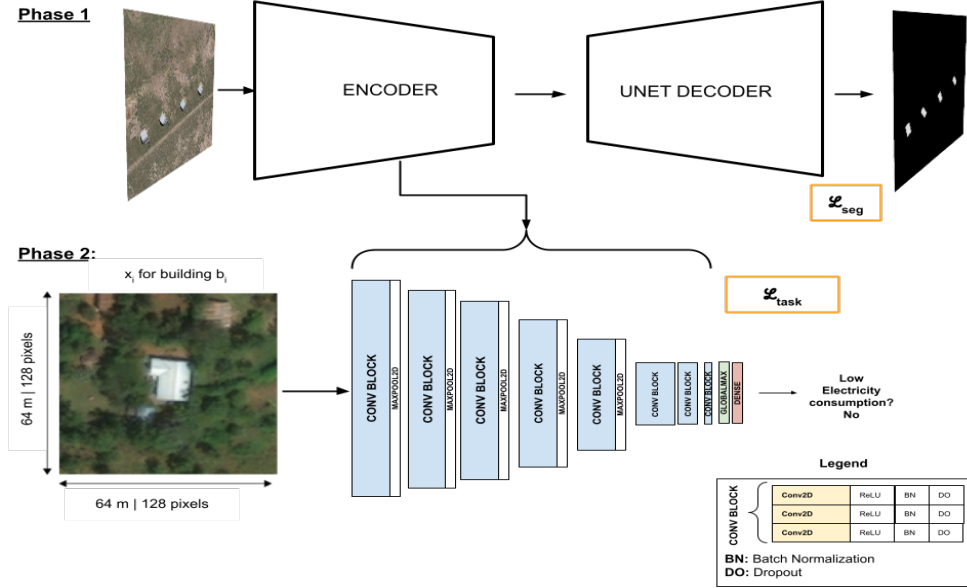 Phase 1
ENCODER
UNET DECODER
ℒseg
Phase 2:
xi for building bi
64 m | 128 pixels
64 m | 128 pixels
ℒtask
CONV BLOCK
MAXPOOL2D
CONV BLOCK
MAXPOOL2D
CONV BLOCK
MAXPOOL2D
CONV BLOCK
MAXPOOL2D
CONV BLOCK
MAXPOOL2D
CONV BLOCK
CONV BLOCK
CONV BLOCK
GLOBALMAX
DENSE
Low
Electricity
consumption?
No
Legend
CONV BLOCK
Conv2D ReLU BN DO
Conv2D ReLU BN DO
Conv2D ReLU BN DO
BN: Batch Normalization
DO: Dropout